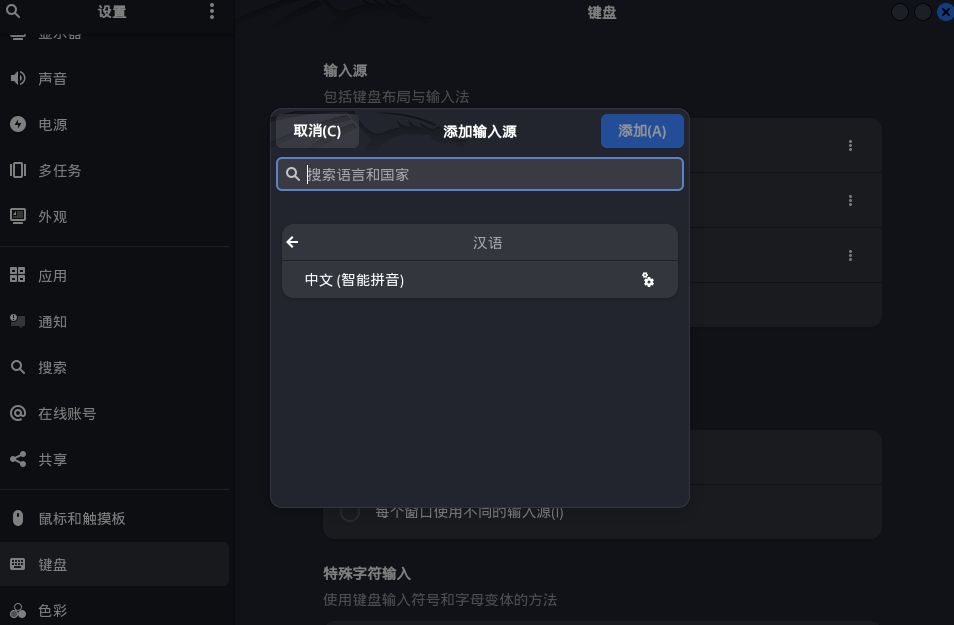 设置
键盘
显示器
声音
电源
多任务
外观
应用
通知
搜索
在线账号
共享
鼠标和触摸板
键盘
色彩
输入源
包括键盘布局与输入法
取消(C)
添加输入源
添加(A)
搜索语言和国家
汉语
中文 (智能拼音)
每个窗口使用不同的输入源(I)
特殊字符输入
使用键盘输入符号和字母变体的方法